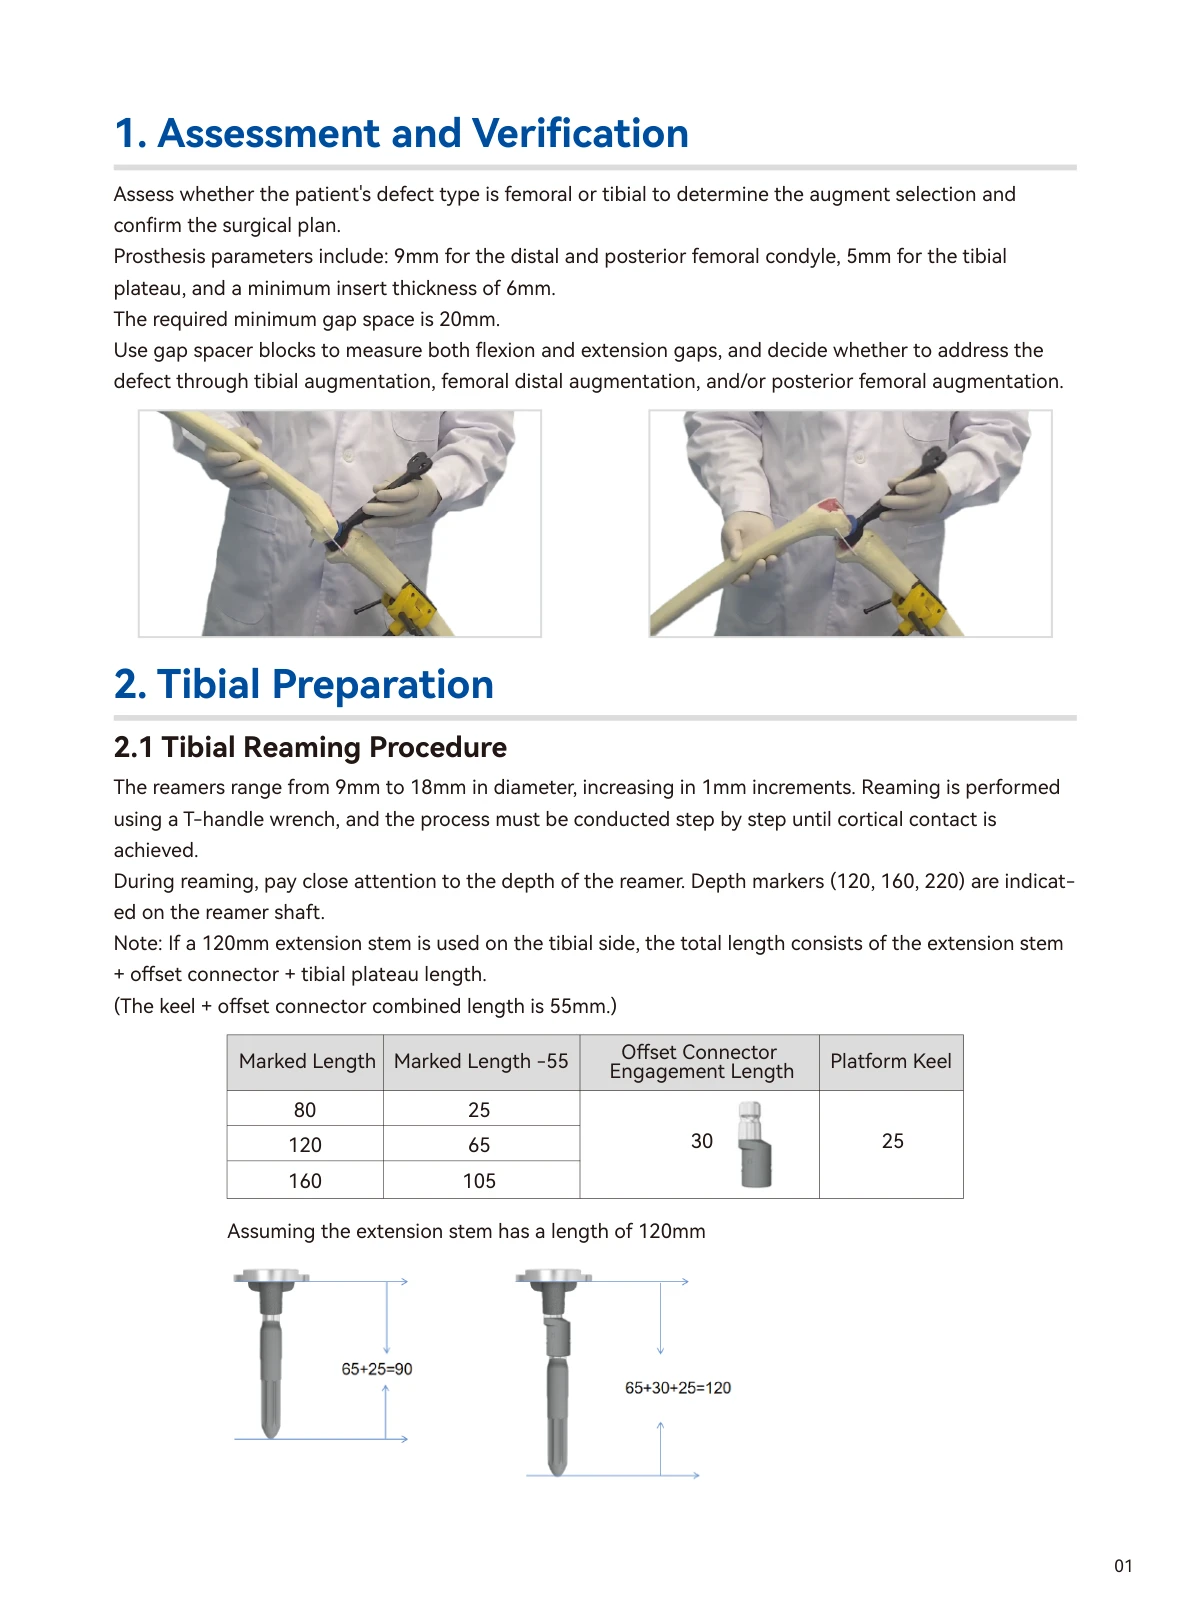 1. Assessment and Verification
Assess whether the patient's defect type is femoral or tibial to determine the augment selection and
confirm the surgical plan.
Prosthesis parameters include: 9mm for the distal and posterior femoral condyle, 5mm for the tibial
plateau, and a minimum insert thickness of 6mm.
The required minimum gap space is 20mm.
Use gap spacer blocks to measure both flexion and extension gaps, and decide whether to address the
defect through tibial augmentation, femoral distal augmentation, and/or posterior femoral augmentation.
2. Tibial Preparation
2.1 Tibial Reaming Procedure
The reamers range from 9mm to 18mm in diameter, increasing in 1mm increments. Reaming is performed
using a T-handle wrench, and the process must be conducted step by step until cortical contact is
achieved.
During reaming, pay close attention to the depth of the reamer. Depth markers (120, 160, 220) are indicat-
ed on the reamer shaft.
Note: If a 120mm extension stem is used on the tibial side, the total length consists of the extension stem
+ offset connector + tibial plateau length.
(The keel + offset connector combined length is 55mm.)
Marked Length Marked Length -55 Offset Connector Engagement Length Platform Keel
80 25
120 65 30 25
160 105
Assuming the extension stem has a length of 120mm
65+25=90
65+30+25=120
01